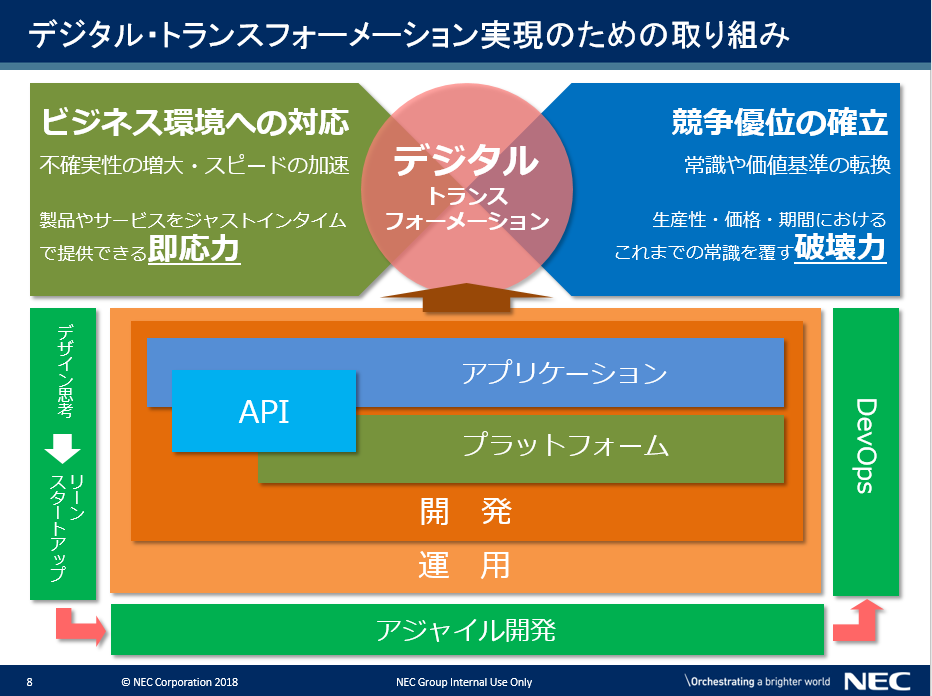 デジタル・トランスフォーメーション実現のための取り組み
ビジネス環境への対応
不確実性の増大・スピードの加速
製品やサービスをジャストインタイム
で提供できる即応力
デジタル
トランス
フォーメーション
競争優位の確立
常識や価値基準の転換
生産性・価格・期間における
これまでの常識を覆す破壊力
デザイン思考
リーン
スタートアップ
アプリケーション
API
プラットフォーム
開 発
運 用
DevOps
アジャイル開発
8
© NEC Corporation 2018
NEC Group Internal Use Only
\Orchestrating a brighter world
NEC